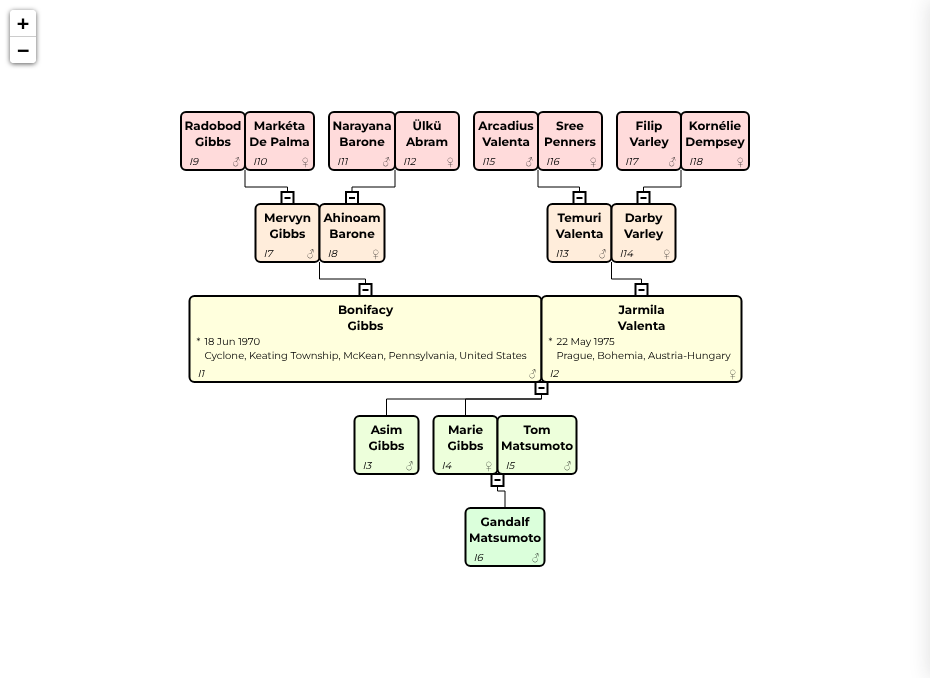 +
−
Radobod
Gibbs
I9 ♂
Markéta
De Palma
I10 ♀
Narayana
Barone
I11 ♂
Ülkü
Abram
I12 ♀
Arcadius
Valenta
I15 ♂
Sree
Penners
I16 ♀
Filip
Varley
I17 ♂
Kornélie
Dempsey
I18 ♀
Mervyn
Gibbs
I7 ♂
Ahinoam
Barone
I8 ♀
Temuri
Valenta
I13 ♂
Darby
Varley
I14 ♀
Bonifacy
Gibbs
* 18 Jun 1970
Cyclone, Keating Township, McKean, Pennsylvania, United States
I1 ♂
Jarmila
Valenta
* 22 May 1975
Prague, Bohemia, Austria-Hungary
I2 ♀
Asim
Gibbs
I3 ♂
Marie
Gibbs
I4 ♀
Tom
Matsumoto
I5 ♂
Gandalf
Matsumoto
I6 ♂